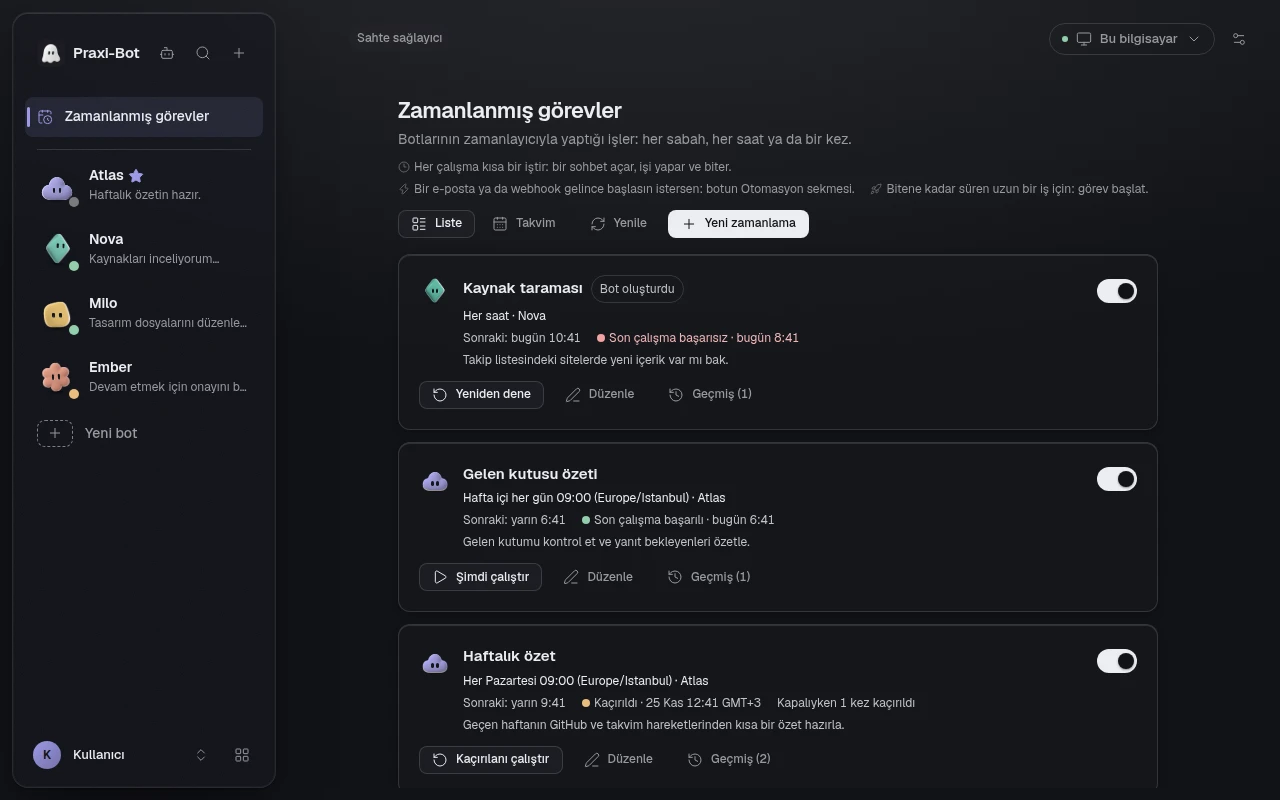 Praxi-Bot
Zamanlanmış görevler
Atlas
Haftalık özetin hazır.
Nova
Kaynakları inceliyorum…
Milo
Tasarım dosyalarını düzenle…
Ember
Devam etmek için onayını b…
Yeni bot
K
Kullanıcı
Sahte sağlayıcı
Bu bilgisayar
Zamanlanmış görevler
Botlarının zamanlayıcıyla yaptığı işler: her sabah, her saat ya da bir kez.
Her çalışma kısa bir iştir: bir sohbet açar, işi yapar ve biter.
Bir e-posta ya da webhook gelince başlasın istersen: botun Otomasyon sekmesi. Bitene kadar süren uzun bir iş için: görev başlat.
Liste Takvim Yenile Yeni zamanlama
Kaynak taraması Bot oluşturdu
Her saat · Nova
Sonraki: bugün 10:41 Son çalışma başarısız · bugün 8:41
Takip listesindeki sitelerde yeni içerik var mı bak.
Yeniden dene Düzenle Geçmiş (1)
Gelen kutusu özeti
Hafta içi her gün 09:00 (Europe/Istanbul) · Atlas
Sonraki: yarın 6:41 Son çalışma başarılı · bugün 6:41
Gelen kutumu kontrol et ve yanıt bekleyenleri özetle.
Şimdi çalıştır Düzenle Geçmiş (1)
Haftalık özet
Her Pazartesi 09:00 (Europe/Istanbul) · Atlas
Sonraki: yarın 9:41 Kaçırıldı · 25 Kas 12:41 GMT+3 Kapalıyken 1 kez kaçırıldı
Geçen haftanın GitHub ve takvim hareketlerinden kısa bir özet hazırla.
Kaçırılanı çalıştır Düzenle Geçmiş (2)